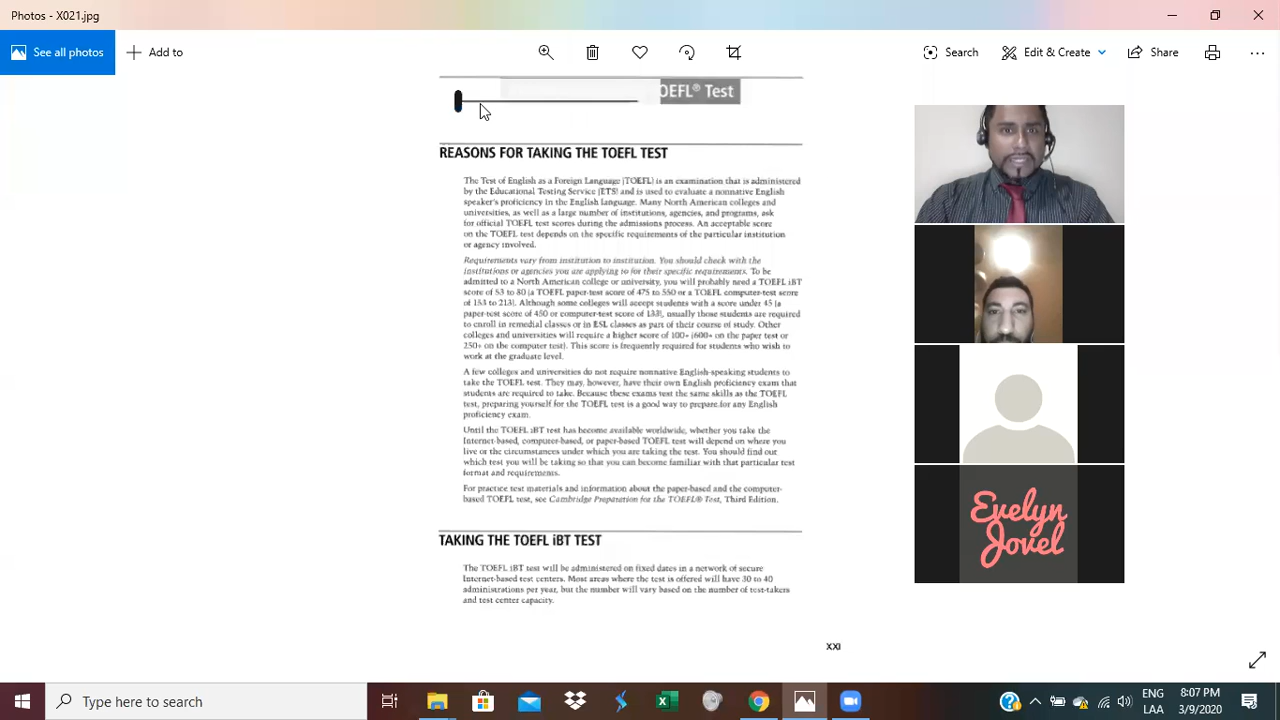 Photos - X021.jpg
See all photos
Add to
Search
Edit & Create
Share
OEFL® Test
REASONS FOR TAKING THE TOEFL TEST
The Test of English as a Foreign Language (TOEFL) is an examination that is administered
by the Educational Testing Service (ETS) and is used to evaluate a nonnative English
speaker's proficiency in the English language. Many North American colleges and
universities, as well as a large number of institutions, agencies, and programs, ask
for official TOEFL test scores during the admissions process. An acceptable score
on the TOEFL test depends on the specific requirements of the particular institution
or agency involved.
Requirements vary from institution to institution. You should check with the
institutions or agencies you are applying to for their specific requirements. To be
admitted to a North American college or university, you will probably need a TOEFL iBT
score of 53 to 80 (a TOEFL paper-test score of 475 to 550 or a TOEFL computer-test score
of 153 to 213). Although some colleges will accept students with a score under 45 (a
paper-test score of 450 or computer-test score of 133), usually those students are required
to enroll in remedial classes or in ESL classes as part of their course of study. Other
colleges and universities will require a higher score of 100+ (600+ on the paper test or
250+ on the computer test). This score is frequently required for students who wish to
work at the graduate level.
A few colleges and universities do not require nonnative English-speaking students to
take the TOEFL test. They may, however, have their own English proficiency exam that
students are required to take. Because these exams test the same skills as the TOEFL
test, preparing yourself for the TOEFL test is a good way to prepare for any English
proficiency exam.
Until the TOEFL iBT test has become available worldwide, whether you take the
Internet-based, computer-based, or paper-based TOEFL test will depend on where you
live or the circumstances under which you are taking the test. You should find out
which test you will be taking so that you can become familiar with that particular test
format and requirements.
For practice test materials and information about the paper-based and the computer-
based TOEFL test, see Cambridge Preparation for the TOEFL® Test, Third Edition.
TAKING THE TOEFL iBT TEST
The TOEFL iBT test will be administered on fixed dates in a network of secure
Internet-based test centers. Most areas where the test is offered will have 30 to 40
administrations per year, but the number will vary based on the number of test-takers
and test center capacity.
xxi
Evelyn
Jovel
Type here to search
ENG
LAA
8:07 PM
3/9/2020